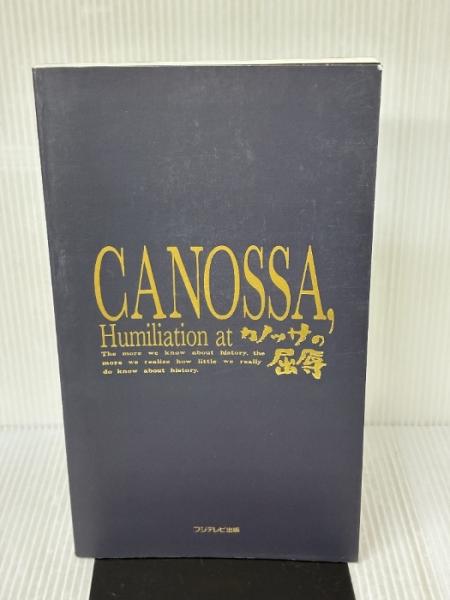 CANOSSA,
Humiliation at カノッサの
屈辱
The more we know about history, the
more we realize how little we really
do know about history.
フジテレビ出版